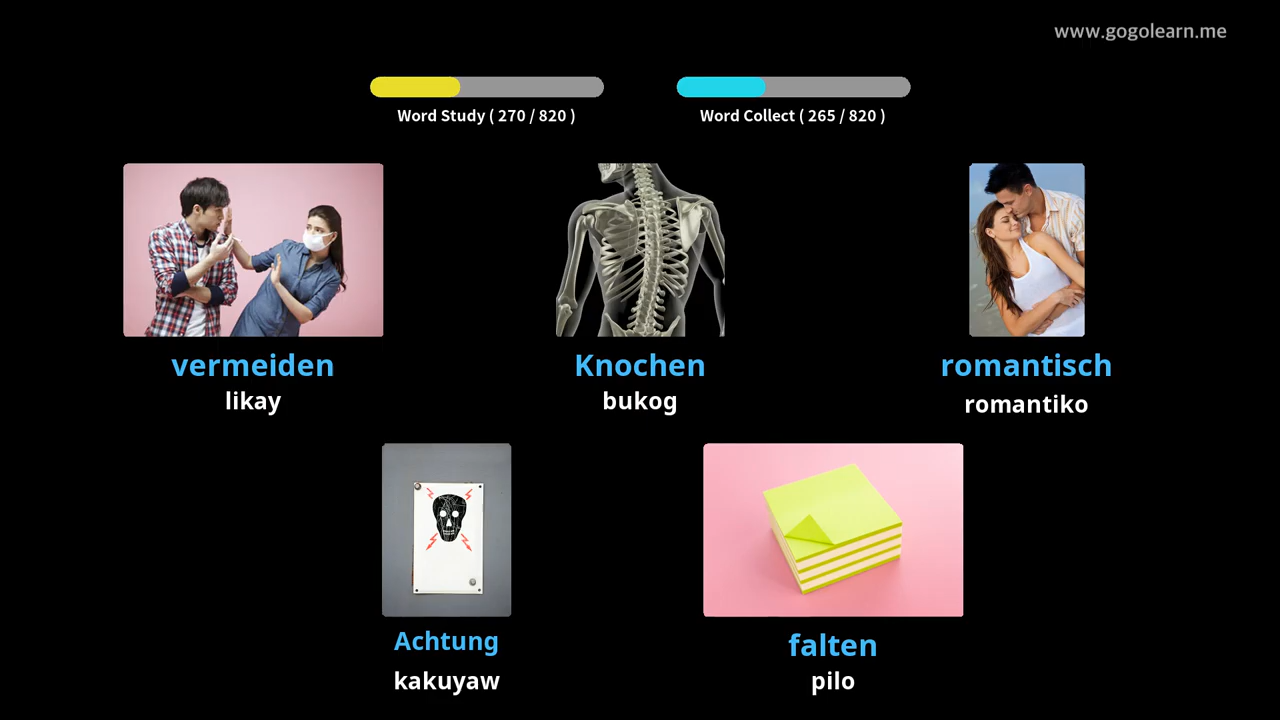 www.gogolearn.me
Word Study ( 270 / 820 )
Word Collect ( 265 / 820 )
vermeiden
likay
Knochen
bukog
romantisch
romantiko
Achtung
kakuyaw
falten
pilo